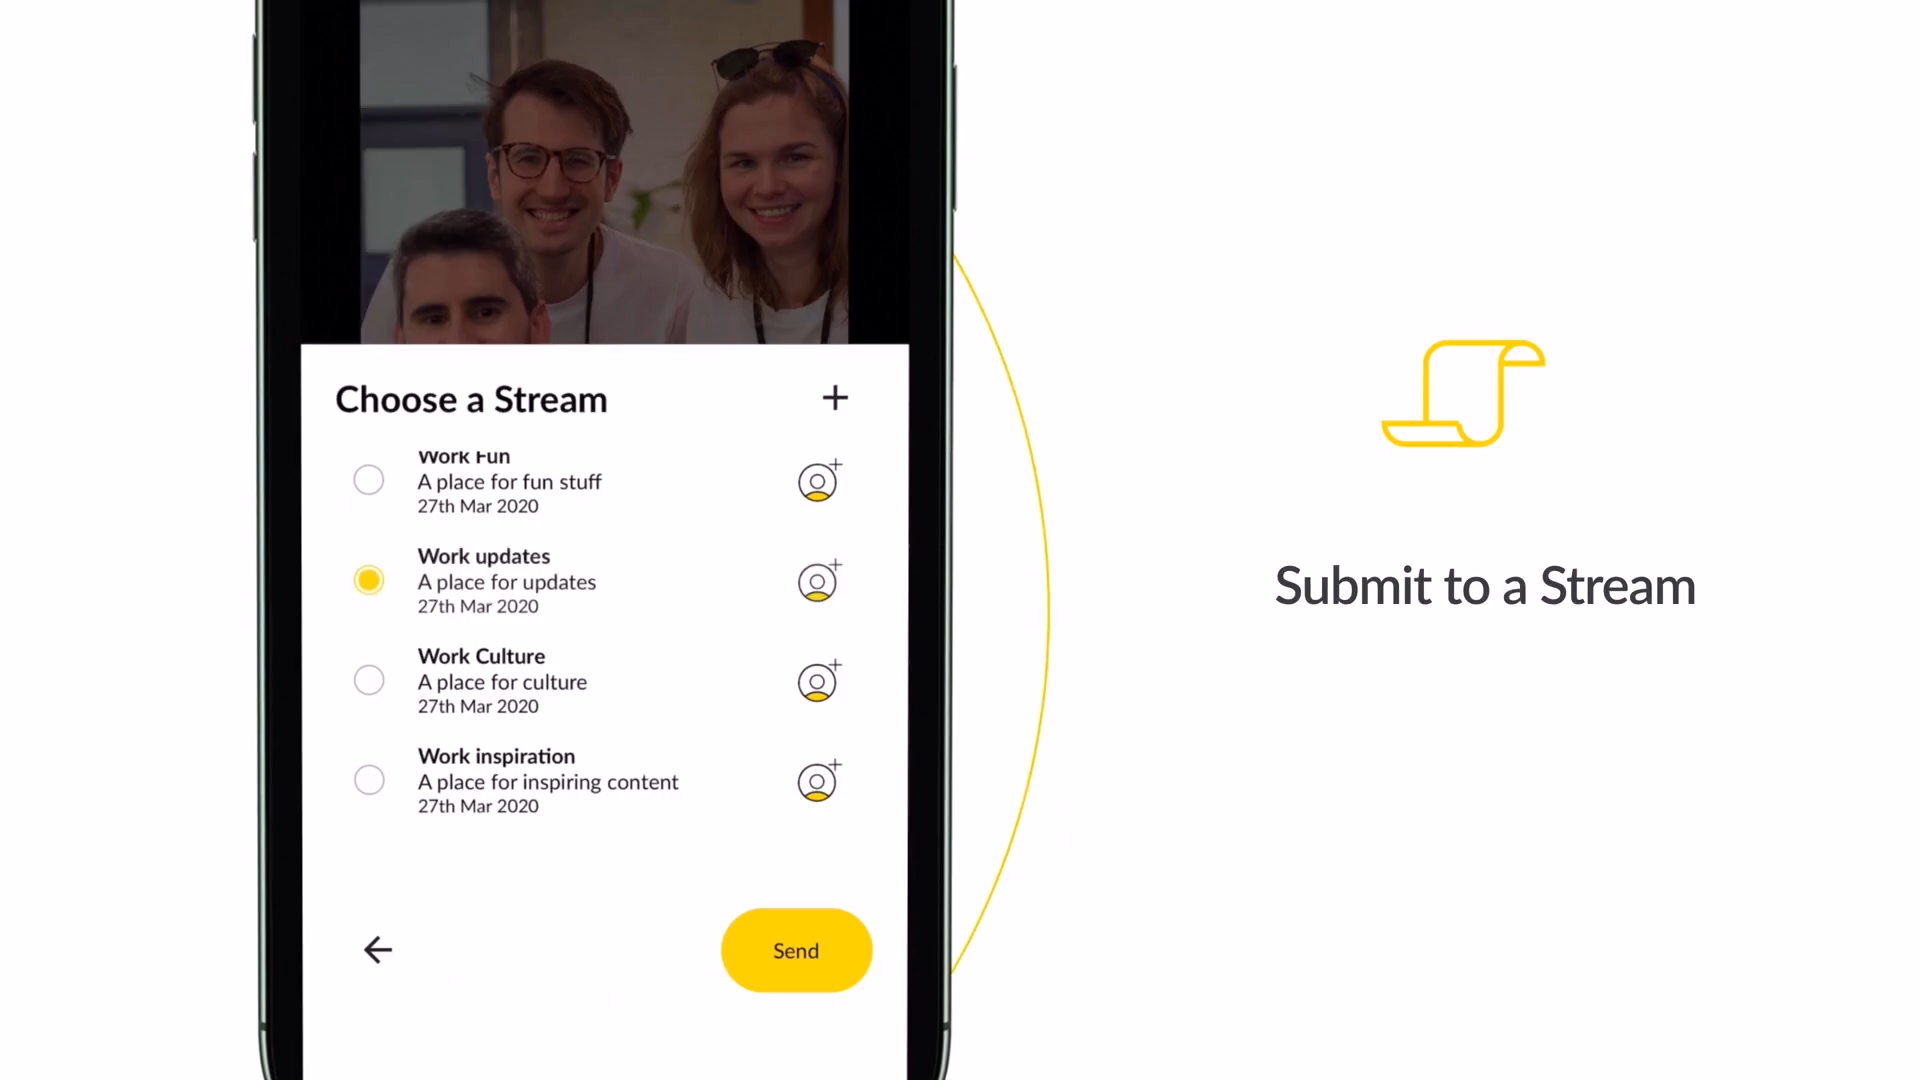 Choose a Stream
Work Fun
A place for fun stuff
27th Mar 2020
Work updates
A place for updates
27th Mar 2020
Work Culture
A place for culture
27th Mar 2020
Work inspiration
A place for inspiring content
27th Mar 2020
Send
Submit to a Stream